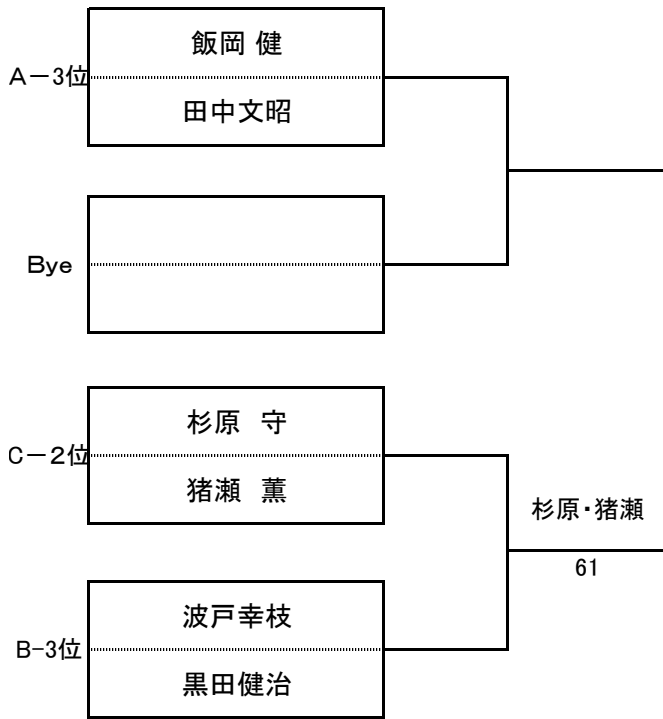 飯岡 健
A－3位
田中文昭
Bye
杉原　守
C－2位
猪瀬　薫
杉原・猪瀬
61
波戸幸枝
B-3位
黒田健治